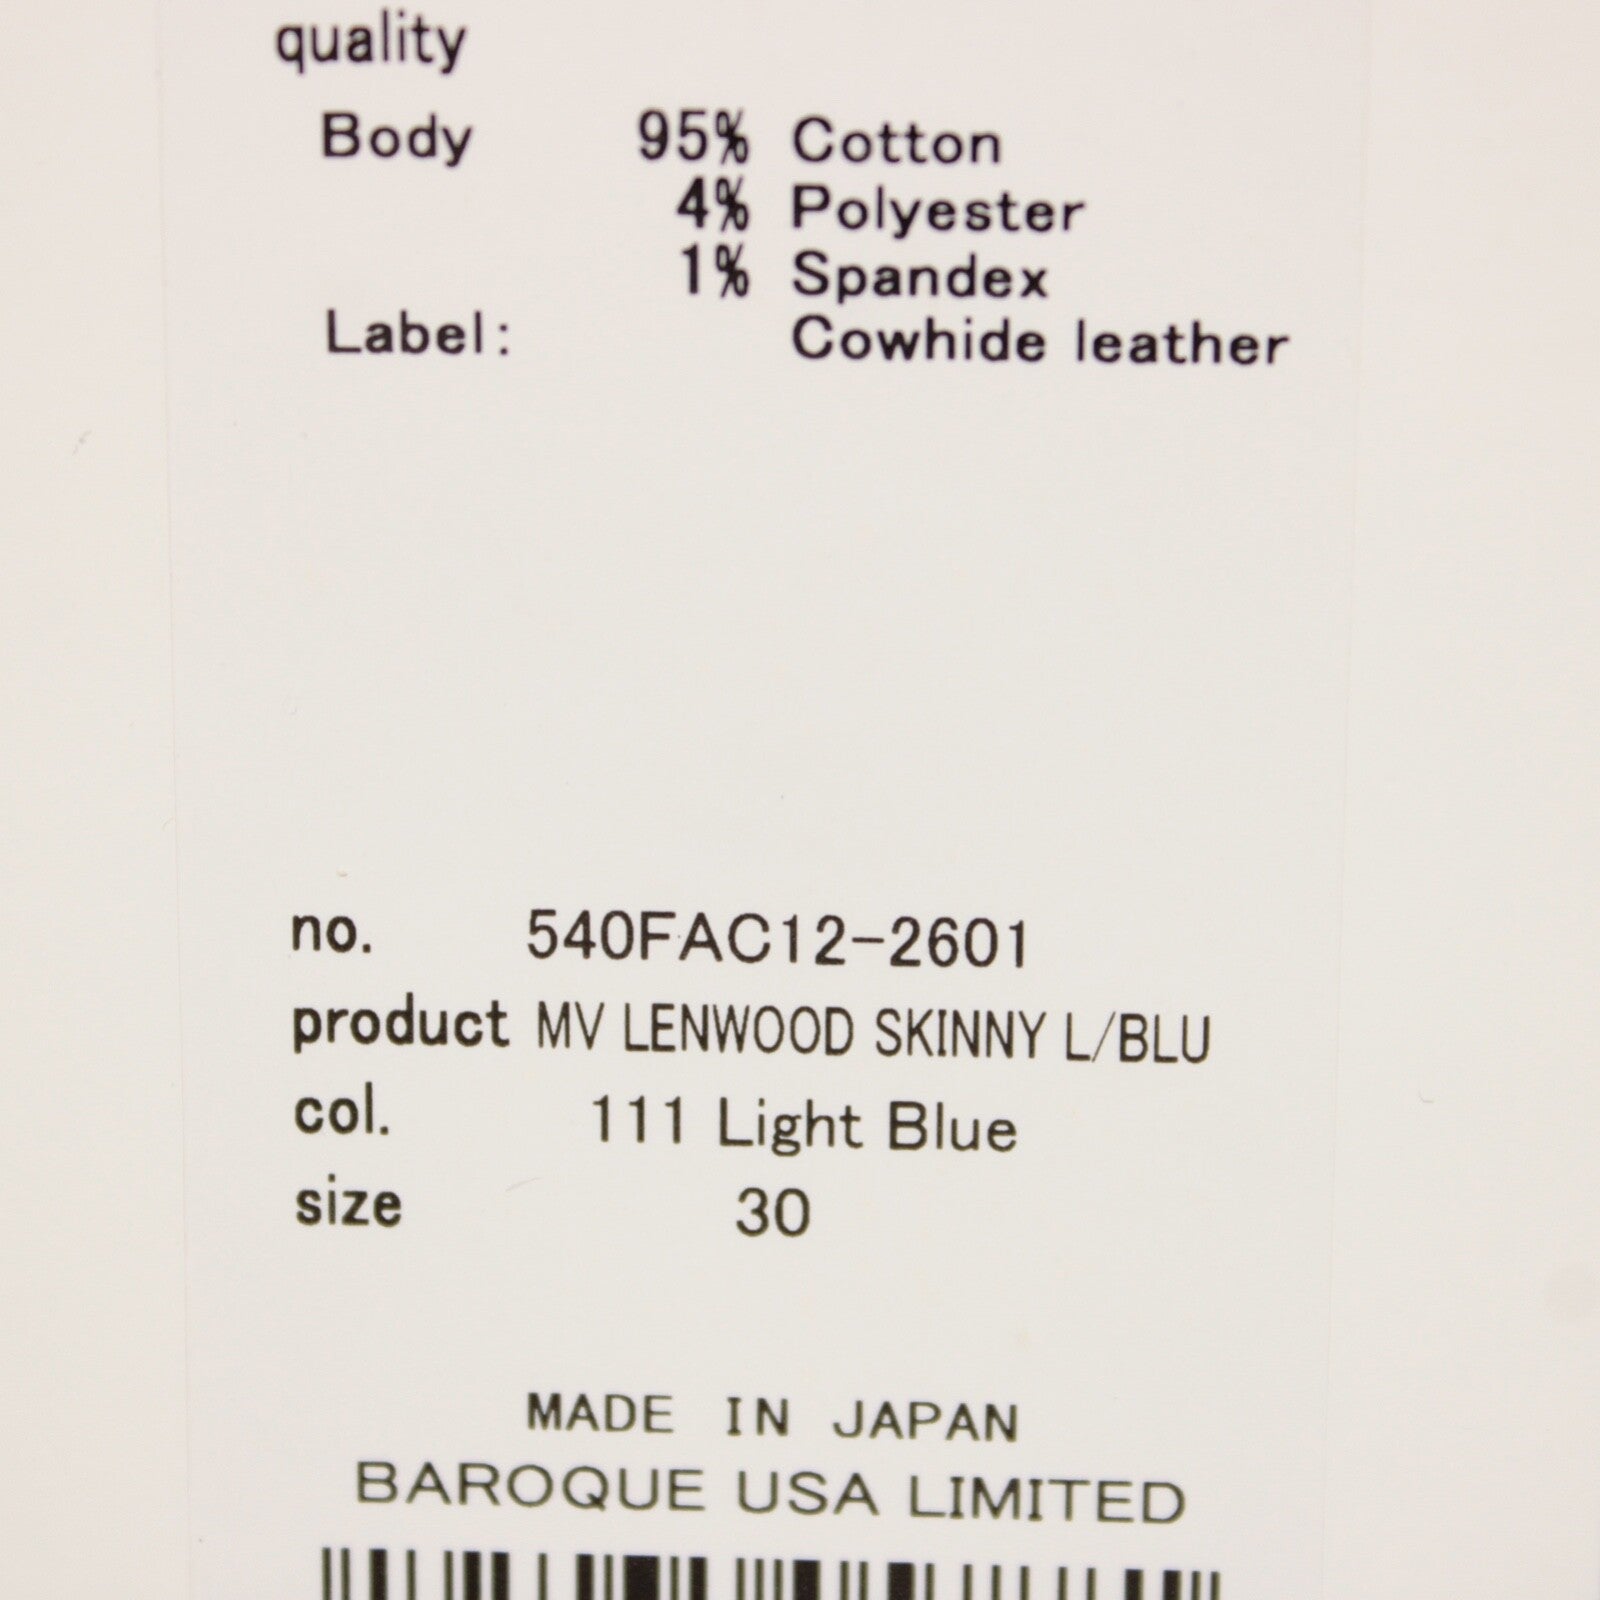 quality
Body 95% Cotton
4% Polyester
1% Spandex
Label: Cowhide leather
no. 540FAC12-2601
product MV LENWOOD SKINNY L/BLU
col. 111 Light Blue
size 30
MADE IN JAPAN
BAROQUE USA LIMITED